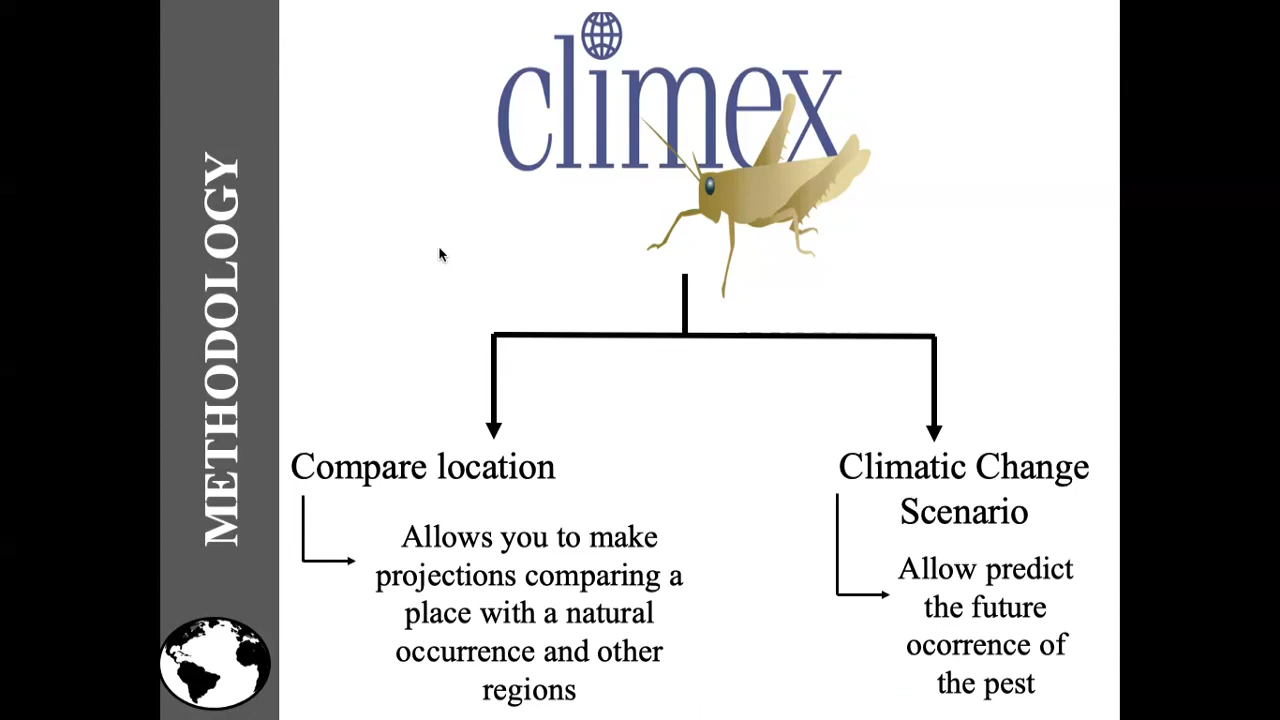 METHODOLOGY
climex
Compare location
Allows you to make
projections comparing a
place with a natural
occurrence and other
regions
Climatic Change
Scenario
Allow predict
the future
ocorrence of
the pest